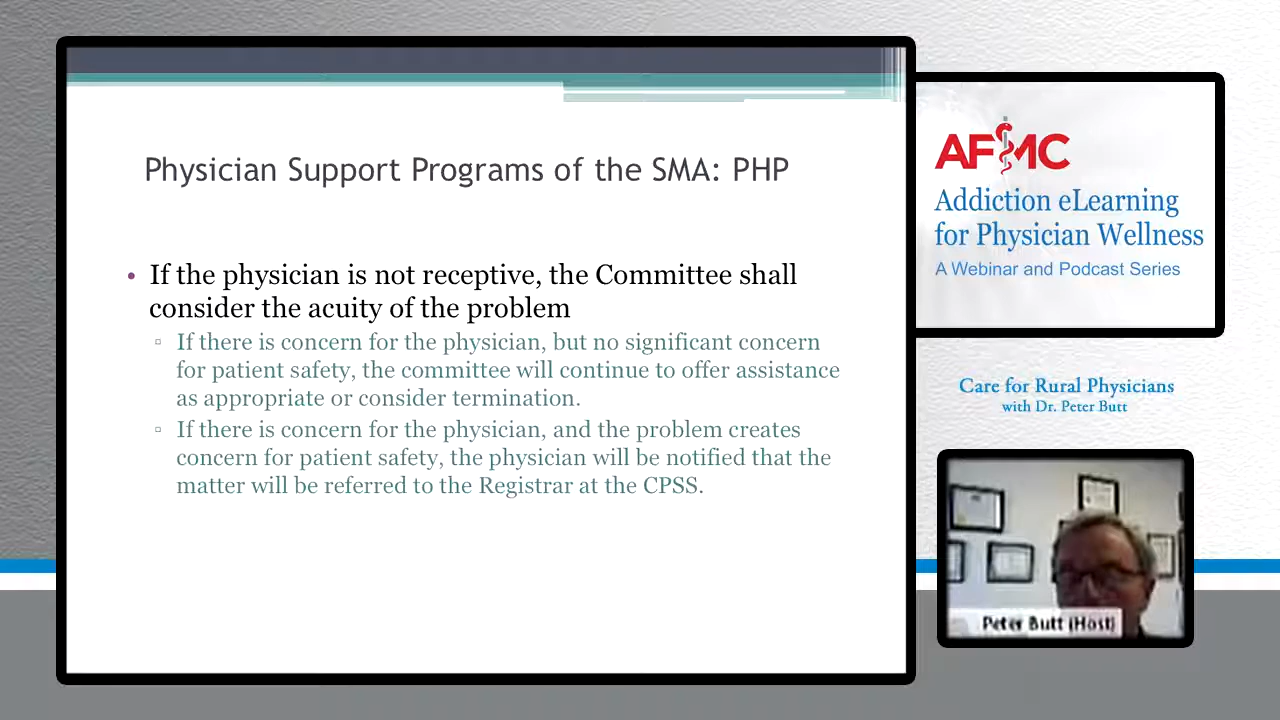 Physician Support Programs of the SMA: PHP
• If the physician is not receptive, the Committee shall
consider the acuity of the problem
▫ If there is concern for the physician, but no significant concern
for patient safety, the committee will continue to offer assistance
as appropriate or consider termination.
▫ If there is concern for the physician, and the problem creates
concern for patient safety, the physician will be notified that the
matter will be referred to the Registrar at the CPSS.
AFMC
Addiction eLearning
for Physician Wellness
A Webinar and Podcast Series
Care for Rural Physicians
with Dr. Peter Butt
Peter Butt (Host)